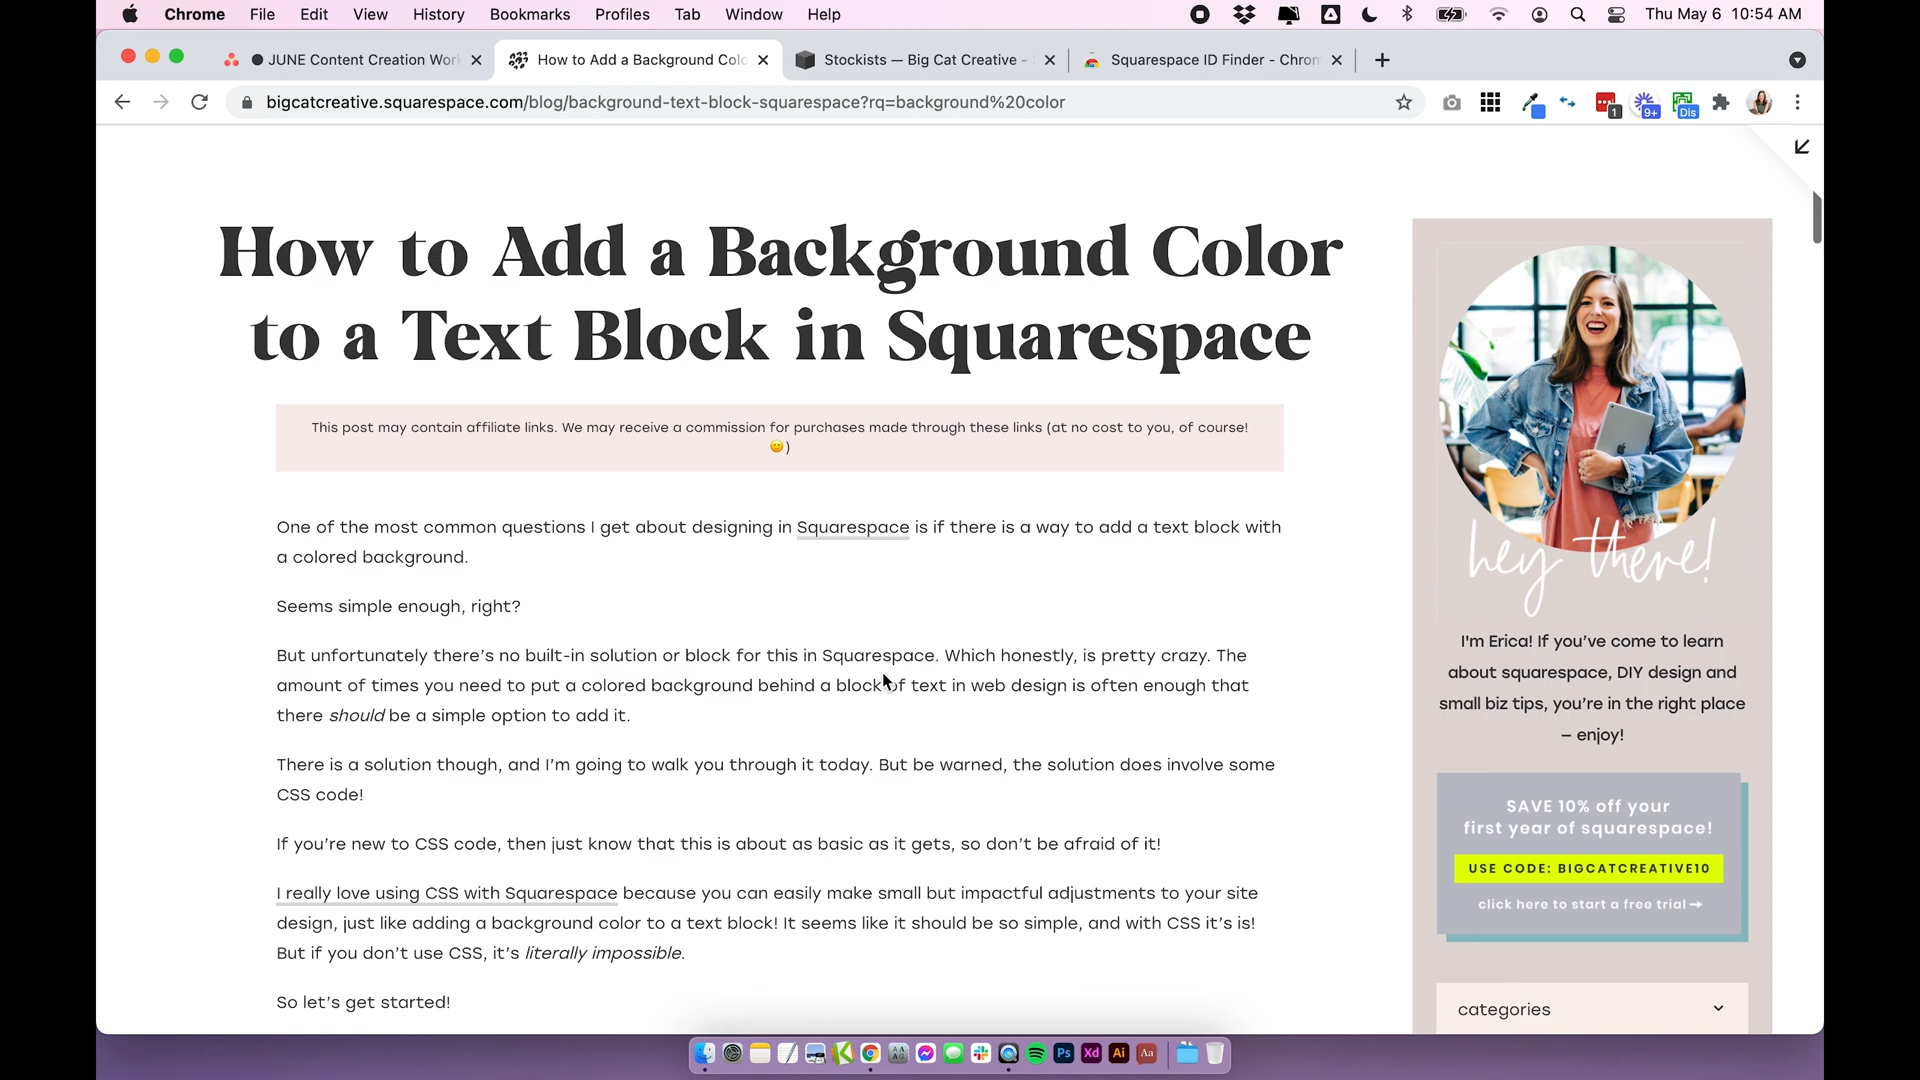 Chrome File Edit View History Bookmarks Profiles Tab Window Help Thu May 6 10:54 AM
JUNE Content Creation Wor
How to Add a Background Colo
Stockists — Big Cat Creative -
Squarespace ID Finder - Chrom
bigcatcreative.squarespace.com/blog/background-text-block-squarespace?rq=background%20color
1
9+
Dis
How to Add a Background Color
to a Text Block in Squarespace
This post may contain affiliate links. We may receive a commission for purchases made through these links (at no cost to you, of course!
🙂)
One of the most common questions I get about designing in Squarespace is if there is a way to add a text block with
a colored background.
Seems simple enough, right?
But unfortunately there's no built-in solution or block for this in Squarespace. Which honestly, is pretty crazy. The
amount of times you need to put a colored background behind a block of text in web design is often enough that
there should be a simple option to add it.
There is a solution though, and I'm going to walk you through it today. But be warned, the solution does involve some
CSS code!
If you're new to CSS code, then just know that this is about as basic as it gets, so don't be afraid of it!
I really love using CSS with Squarespace because you can easily make small but impactful adjustments to your site
design, just like adding a background color to a text block! It seems like it should be so simple, and with CSS it's is!
But if you don't use CSS, it's literally impossible.
So let's get started!
hey there!
I'm Erica! If you've come to learn
about squarespace, DIY design and
small biz tips, you're in the right place
— enjoy!
SAVE 10% off your
first year of squarespace!
USE CODE: BIGCATCREATIVE10
click here to start a free trial→
categories
Ps
Xd
Ai
Aa